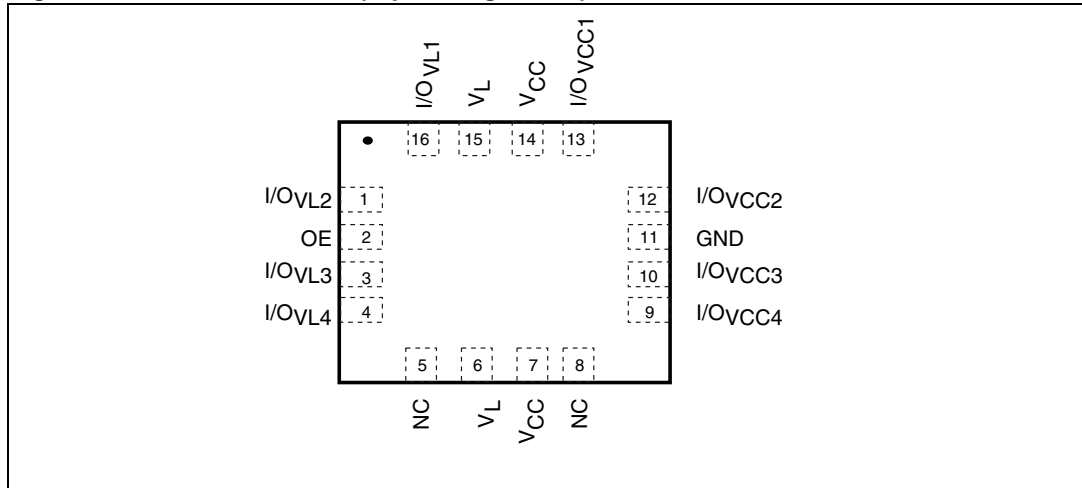 I/OVL1 VL VCC I/OVCC1
16 15 14 13
I/OVL2 1 12 I/OVCC2
OE 2 11 GND
I/OVL3 3 10 I/OVCC3
I/OVL4 4 9 I/OVCC4
5 6 7 8
NC VL VCC NC